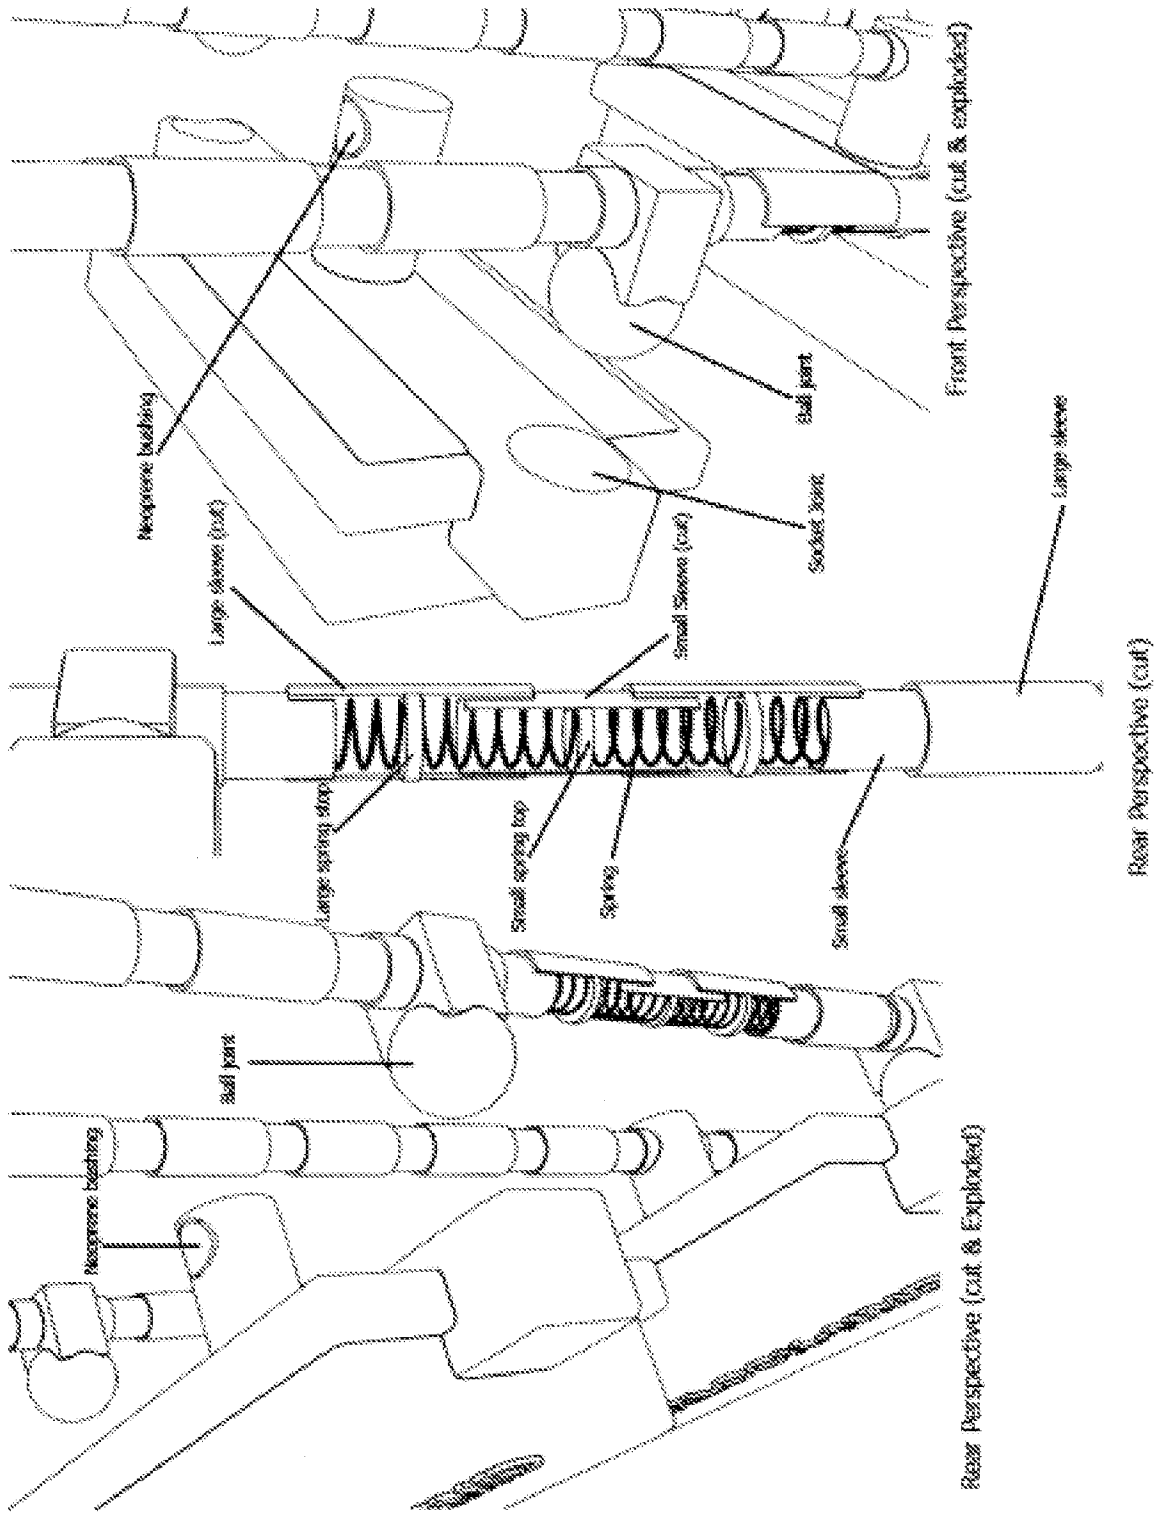 Neoprene bushing
Ball joint
Rear Perspective (cut & Exploded)
Large spring stop
Small spring top
Spring
Small sleeve
Large sleeve (cut)
Small Sleeve (cut)
Large sleeve
Rear Perspective (cut)
Neoprene bushing
Socket Joint
Ball joint
Front Perspective (cut & exploded)